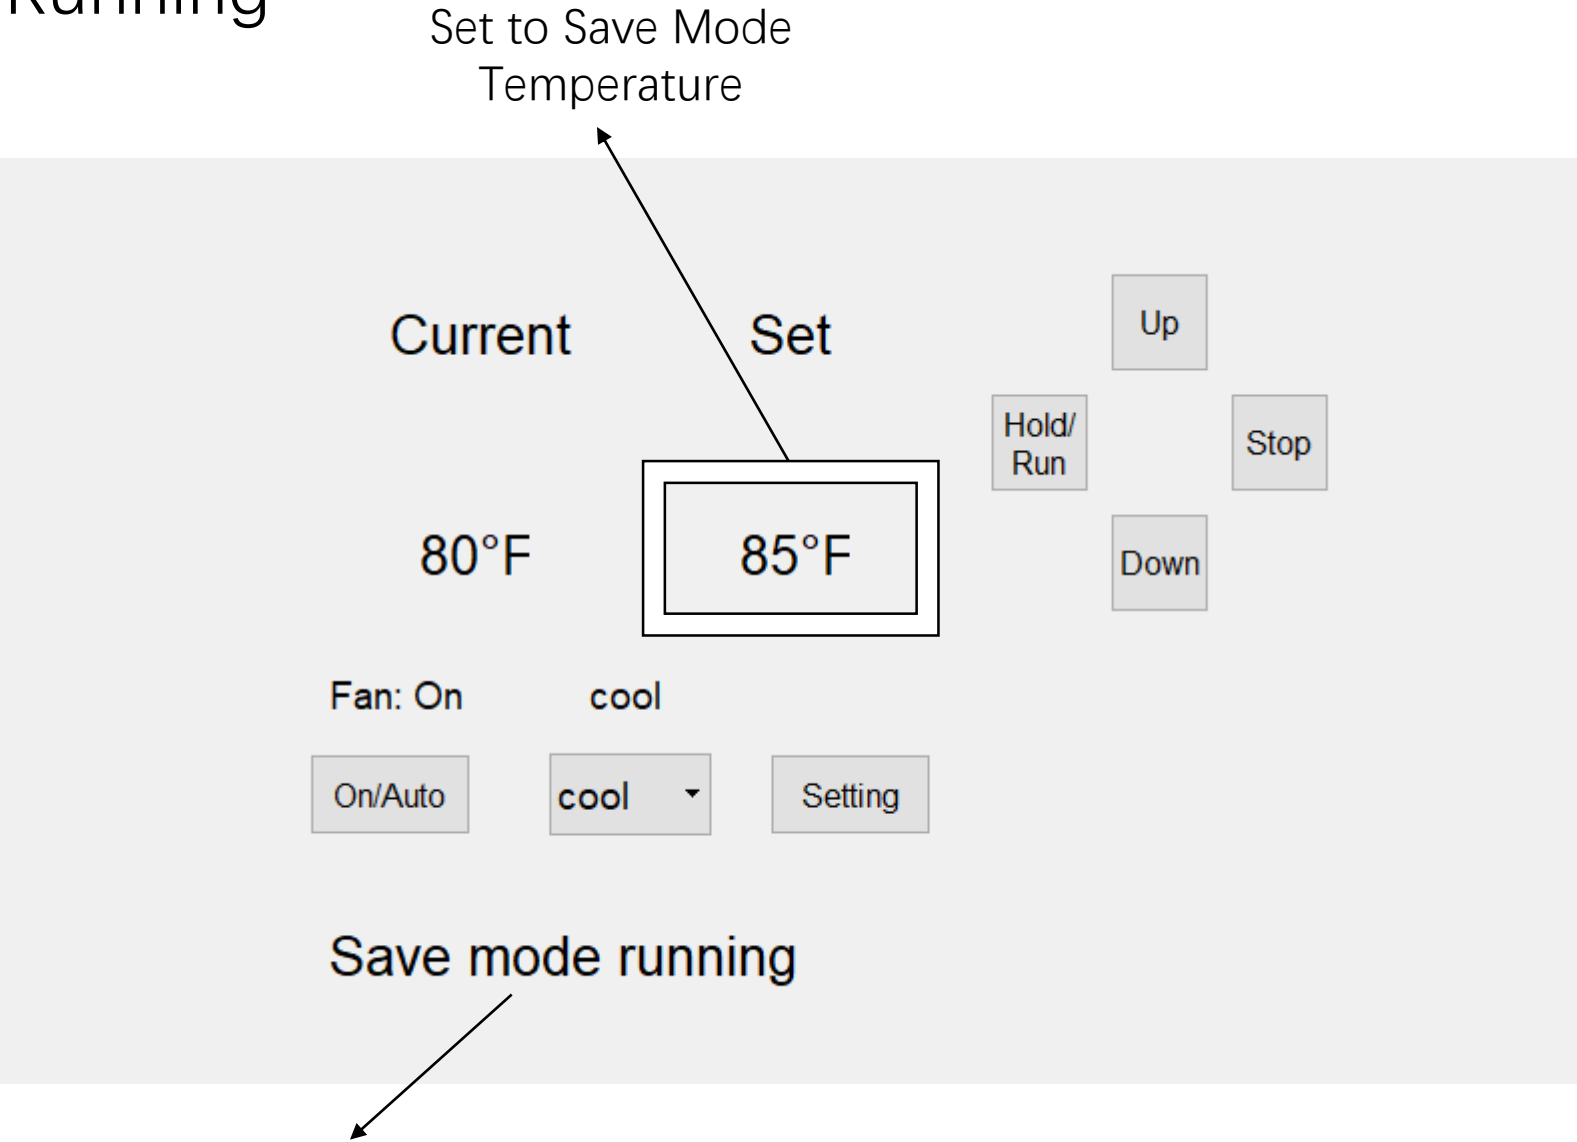 Running
Set to Save Mode
Temperature
Current
Set
Up
Hold/
Run
Stop
80°F
85°F
Down
Fan: On
cool
On/Auto
cool
Setting
Save mode running